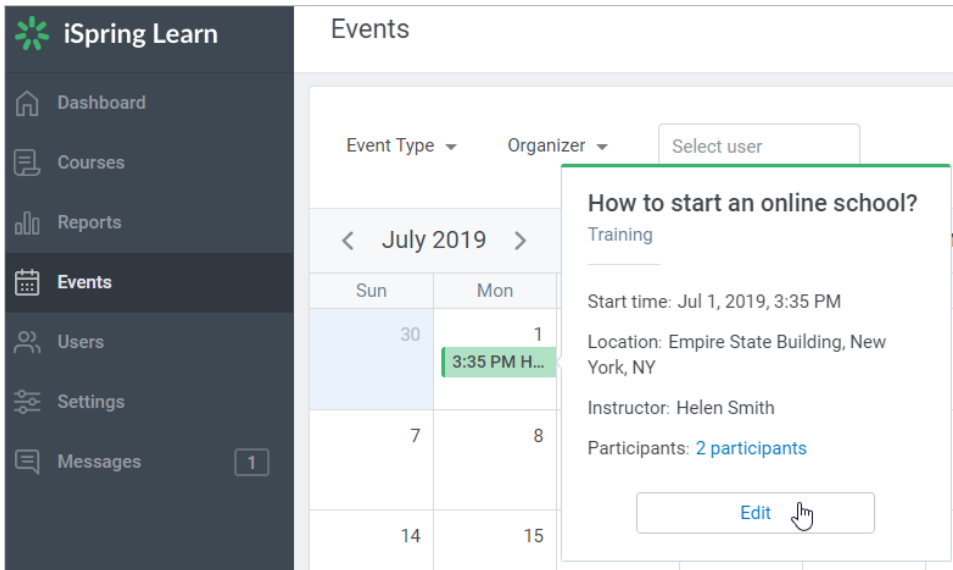 iSpring Learn
Dashboard
Courses
Reports
Events
Users
Settings
Messages 1
Events
Event Type Organizer Select user
July 2019
Sun Mon
30 1
3:35 PM H...
7 8
14 15
How to start an online school?
Training
Start time: Jul 1, 2019, 3:35 PM
Location: Empire State Building, New
York, NY
Instructor: Helen Smith
Participants: 2 participants
Edit